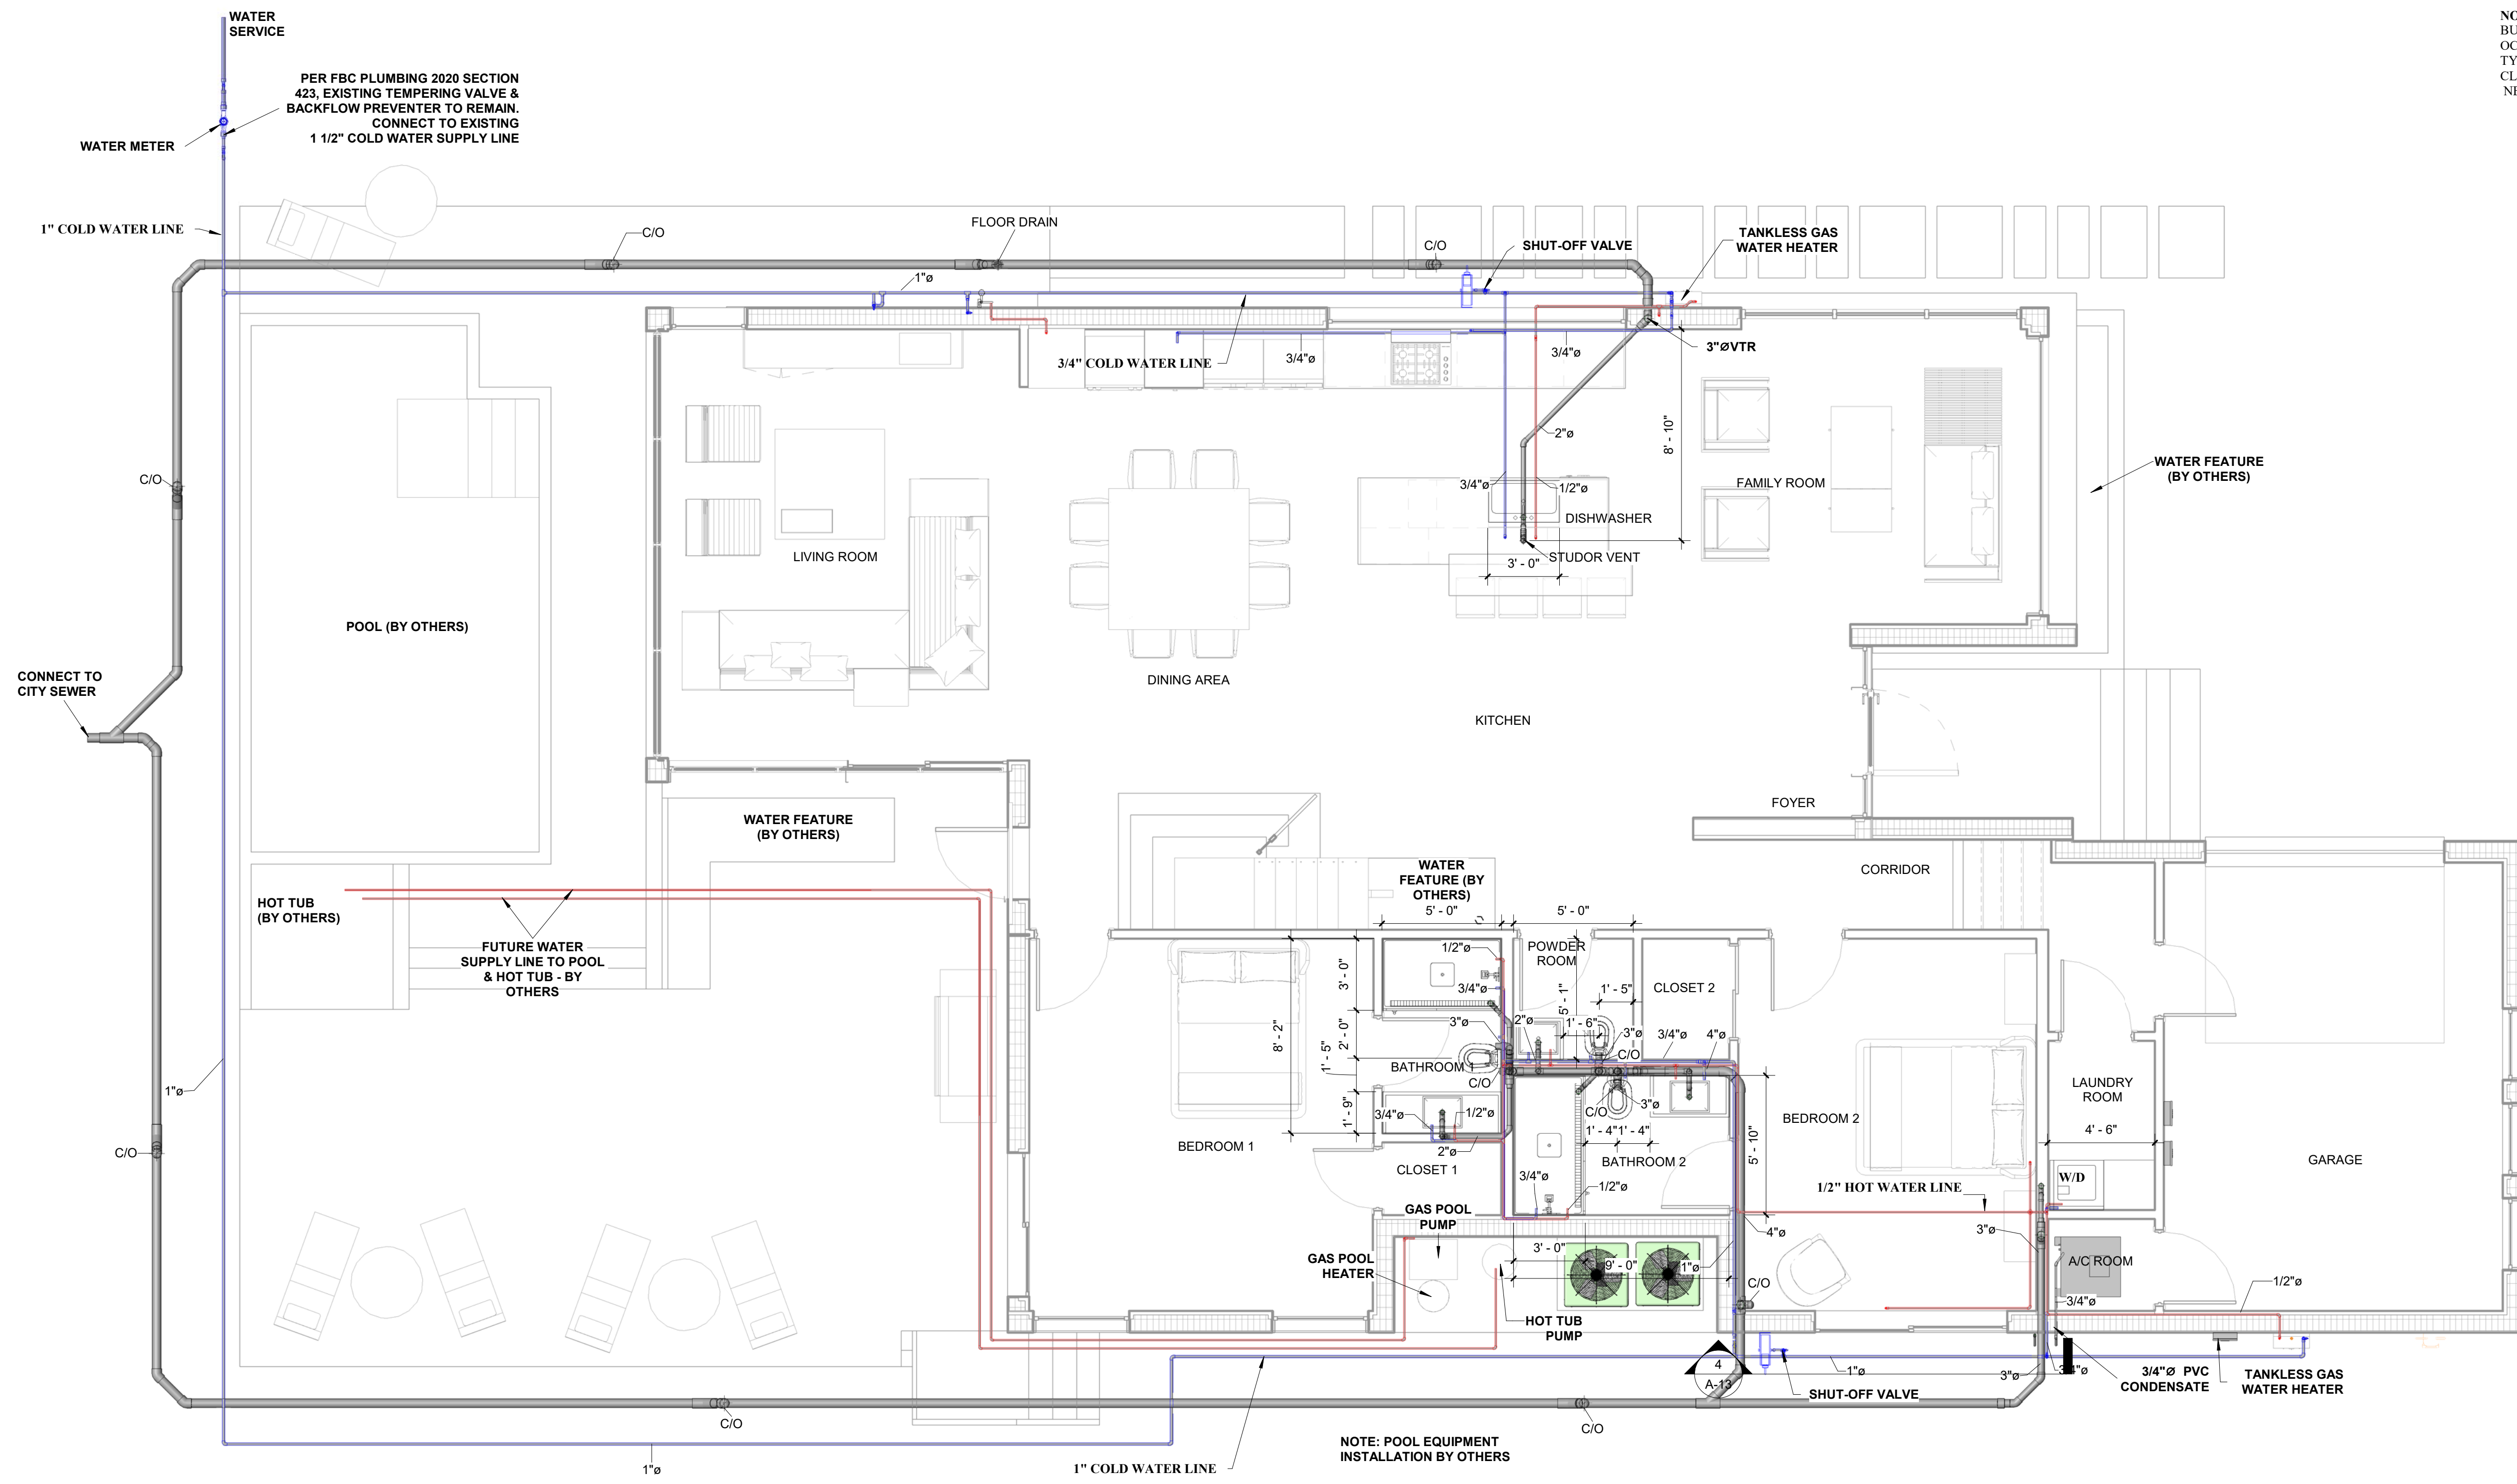 WATER
SERVICE
PER FBC PLUMBING 2020 SECTION
423, EXISTING TEMPERING VALVE &
BACKFLOW PREVENTER TO REMAIN.
CONNECT TO EXISTING
1 1/2" COLD WATER SUPPLY LINE
WATER METER
1" COLD WATER LINE
C/O
FLOOR DRAIN
C/O
SHUT-OFF VALVE
TANKLESS GAS
WATER HEATER
1"ø
3/4" COLD WATER LINE
3/4"ø
3/4"ø
3"ØVTR
2"ø
8' - 10"
C/O
3/4"ø
1/2"ø
FAMILY ROOM
WATER FEATURE
(BY OTHERS)
DISHWASHER
LIVING ROOM
STUDOR VENT
3' - 0"
POOL (BY OTHERS)
CONNECT TO
CITY SEWER
DINING AREA
KITCHEN
FOYER
WATER FEATURE
(BY OTHERS)
WATER
FEATURE (BY
OTHERS)
CORRIDOR
HOT TUB
(BY OTHERS)
5' - 0"
5' - 0"
FUTURE WATER
SUPPLY LINE TO POOL
& HOT TUB - BY
OTHERS
1/2"ø
POWDER
ROOM
3' - 0"
3/4"ø
1' - 5"
CLOSET 2
5' - 1"
8' - 2"
2' - 0"
3"ø
2"ø
1' - 6"
3"ø
3/4"ø
4"ø
1' - 5"
BATHROOM 1
C/O
C/O
1"ø
1' - 9"
3/4"ø
1/2"ø
C/O
3"ø
LAUNDRY
ROOM
BEDROOM 2
4' - 6"
1' - 4"
1' - 4"
5' - 10"
C/O
BEDROOM 1
2"ø
CLOSET 1
BATHROOM 2
GARAGE
3/4"ø
1/2"ø
W/D
1/2" HOT WATER LINE
GAS POOL
PUMP
4"ø
3"ø
3' - 0"
GAS POOL
HEATER
9' - 0"
1"ø
A/C ROOM
C/O
1/2"ø
3/4"ø
HOT TUB
PUMP
4
A-13
1"ø
3"ø
3/4"Ø PVC
CONDENSATE
TANKLESS GAS
WATER HEATER
SHUT-OFF VALVE
C/O
C/O
NOTE: POOL EQUIPMENT
INSTALLATION BY OTHERS
1"ø
1" COLD WATER LINE
NO
BU
OC
TY
CL